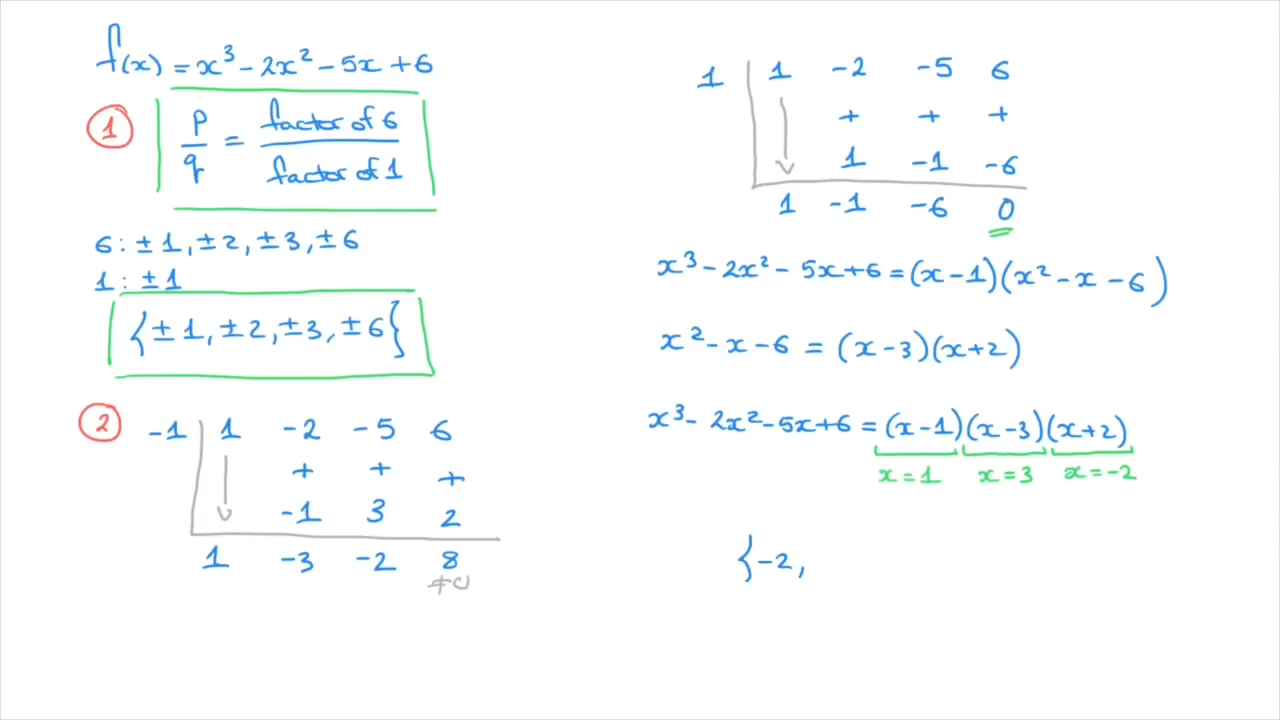 f(x) = x³ - 2x² - 5x + 6
1
p/q = factor of 6 / factor of 1
6 : ±1, ±2, ±3, ±6
1 : ±1
{±1, ±2, ±3, ±6}
2
-1 | 1 -2 -5 6
+ + +
-1 3 2
1 -3 -2 8
≠0
1 | 1 -2 -5 6
+ + +
1 -1 -6
1 -1 -6 0
x³ - 2x² - 5x + 6 = (x - 1)(x² - x - 6)
x² - x - 6 = (x - 3)(x + 2)
x³ - 2x² - 5x + 6 = (x - 1)(x - 3)(x + 2)
x = 1 x = 3 x = -2
{-2,